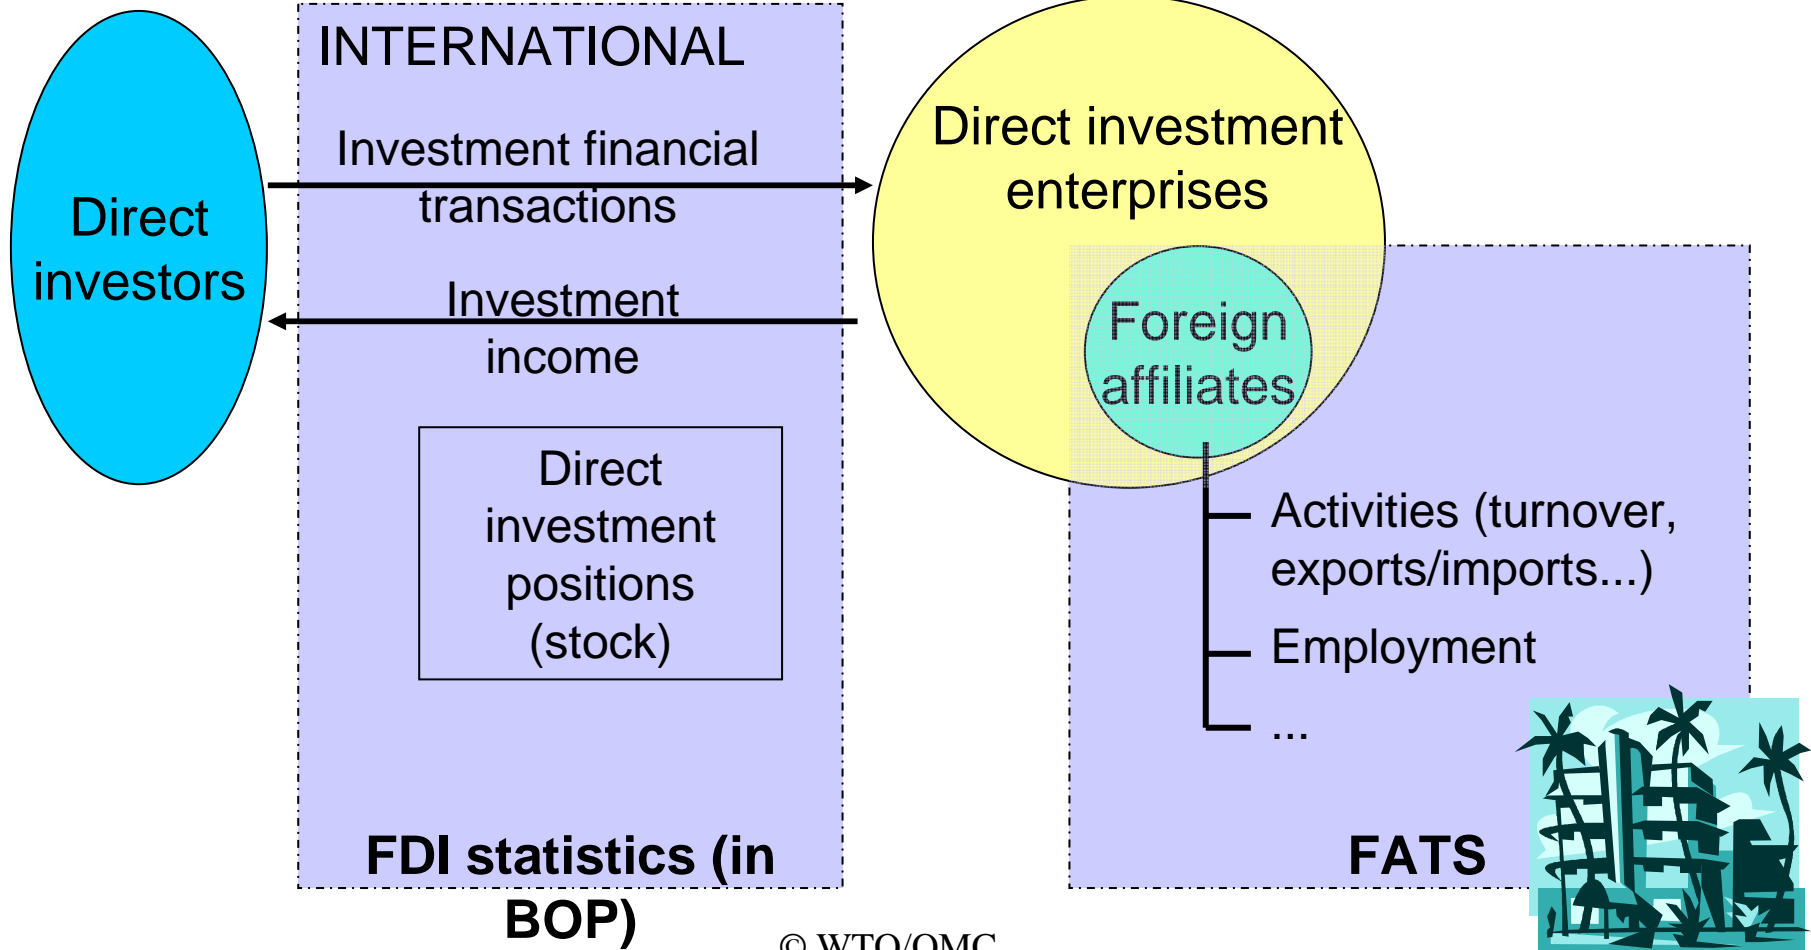 INTERNATIONAL
Direct
investors
Investment financial
transactions
Investment
income
Direct
investment
positions
(stock)
FDI statistics (in
BOP)
Direct investment
enterprises
Foreign
affiliates
Activities (turnover,
exports/imports...)
Employment
...
FATS
© WTO/OMC